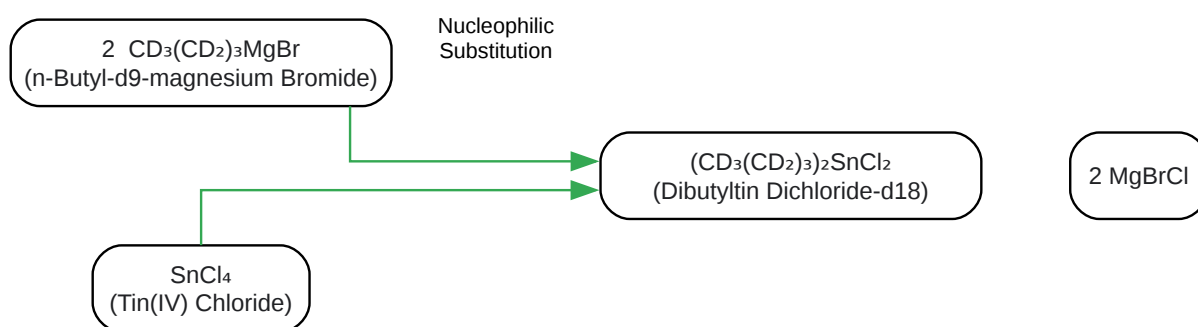 2 CD₃(CD₂)₃MgBr
(n-Butyl-d9-magnesium Bromide)
Nucleophilic
Substitution
(CD₃(CD₂)₃)₂SnCl₂
(Dibutyltin Dichloride-d18)
2 MgBrCl
SnCl₄
(Tin(IV) Chloride)